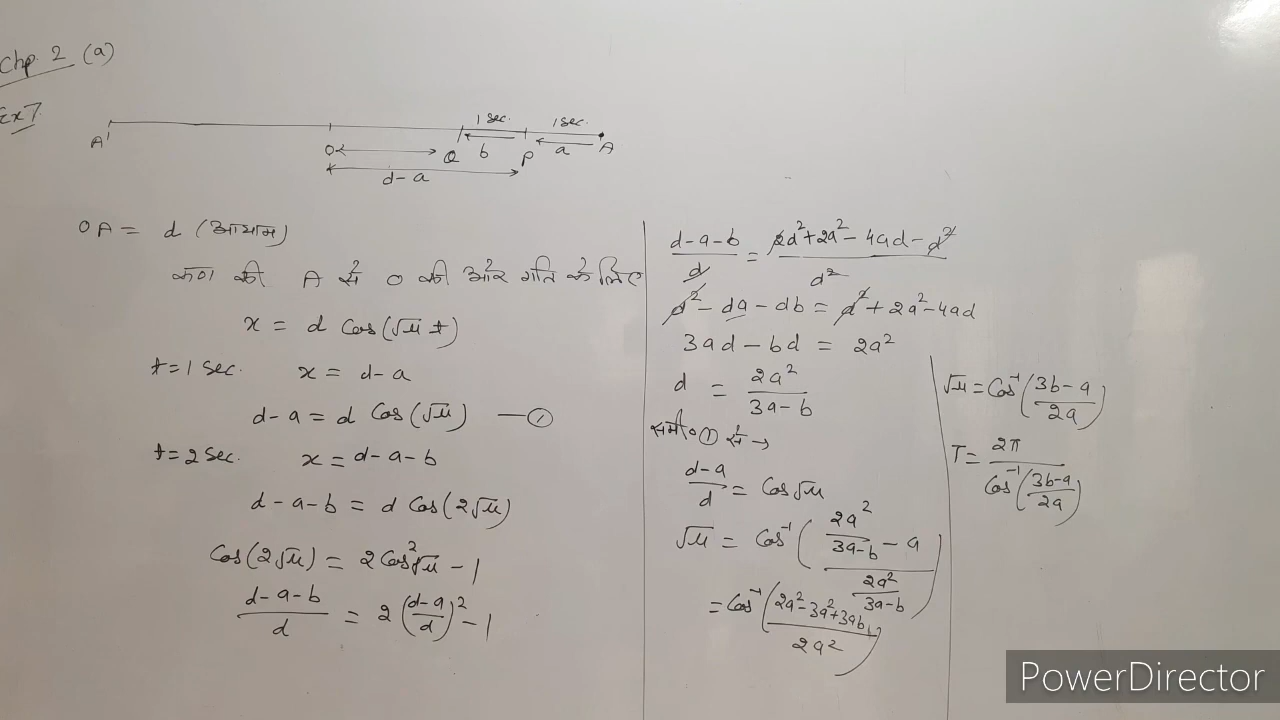 Chp. 2 (a)
Ex 7
1 sec. 1 sec.
A' O Q b P a A
d-a
OA = d (आयाम)
कण की A से O की ओर गति के लिए
x = d Cos(√μ t)
t=1 Sec. x = d-a
d-a = d Cos(√μ) —①
t=2 Sec. x = d-a-b
d-a-b = d Cos(2√μ)
Cos(2√μ) = 2Cos²√μ - 1
(d-a-b)/d = 2((d-a)/d)² - 1
(d-a-b)/d = (2d²+2a²-4ad-d²)/d²
d² - da - db = d² + 2a² - 4ad
3ad - bd = 2a²
d = 2a²/(3a-b)
समी० ① से →
(d-a)/d = Cos√μ
√μ = Cos⁻¹((2a²/(3a-b) - a)/(2a²/(3a-b)))
= Cos⁻¹((2a²-3a²+3ab)/2a²)
√μ = Cos⁻¹((3b-a)/2a)
T = 2π/Cos⁻¹((3b-a)/2a)
PowerDirector